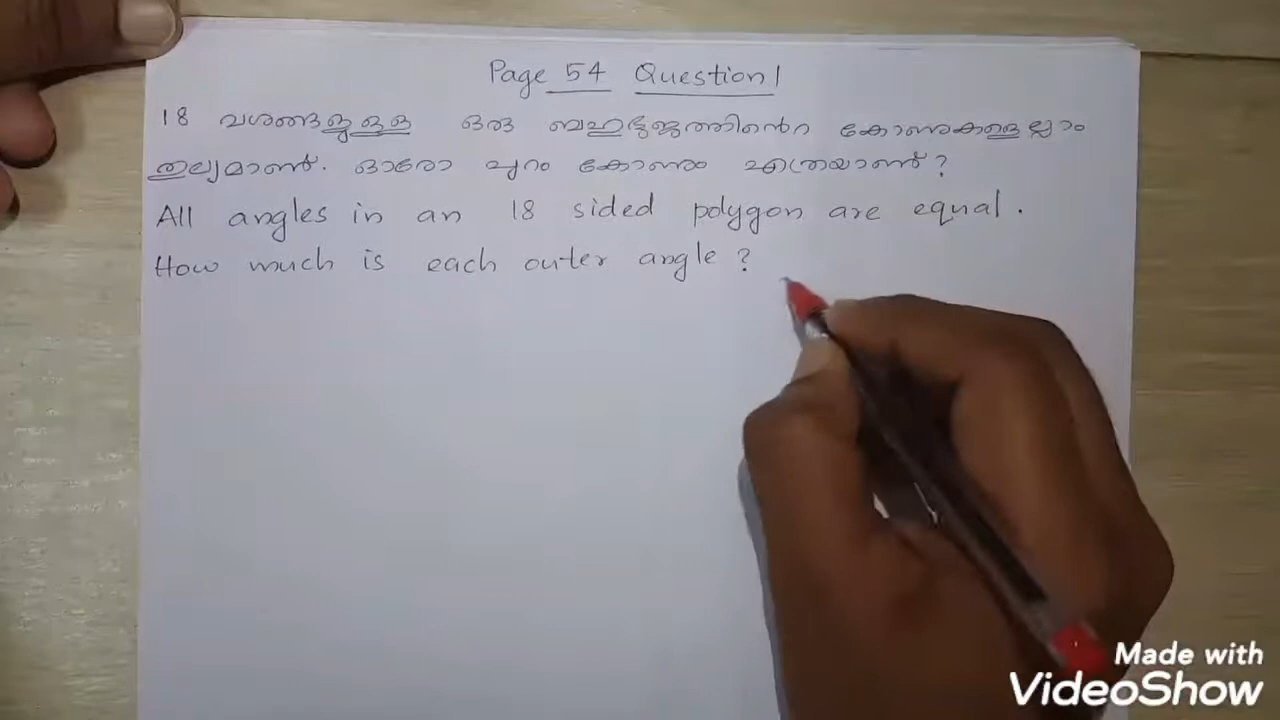 Page 54 Question 1
18 വശങ്ങളുള്ള ഒരു ബഹുഭുജത്തിന്റെ കോണുകളെല്ലാം
തുല്യമാണ്. ഓരോ പുറം കോണും എത്രയാണ്?
All angles in an 18 sided polygon are equal.
How much is each outer angle?
Made with
VideoShow